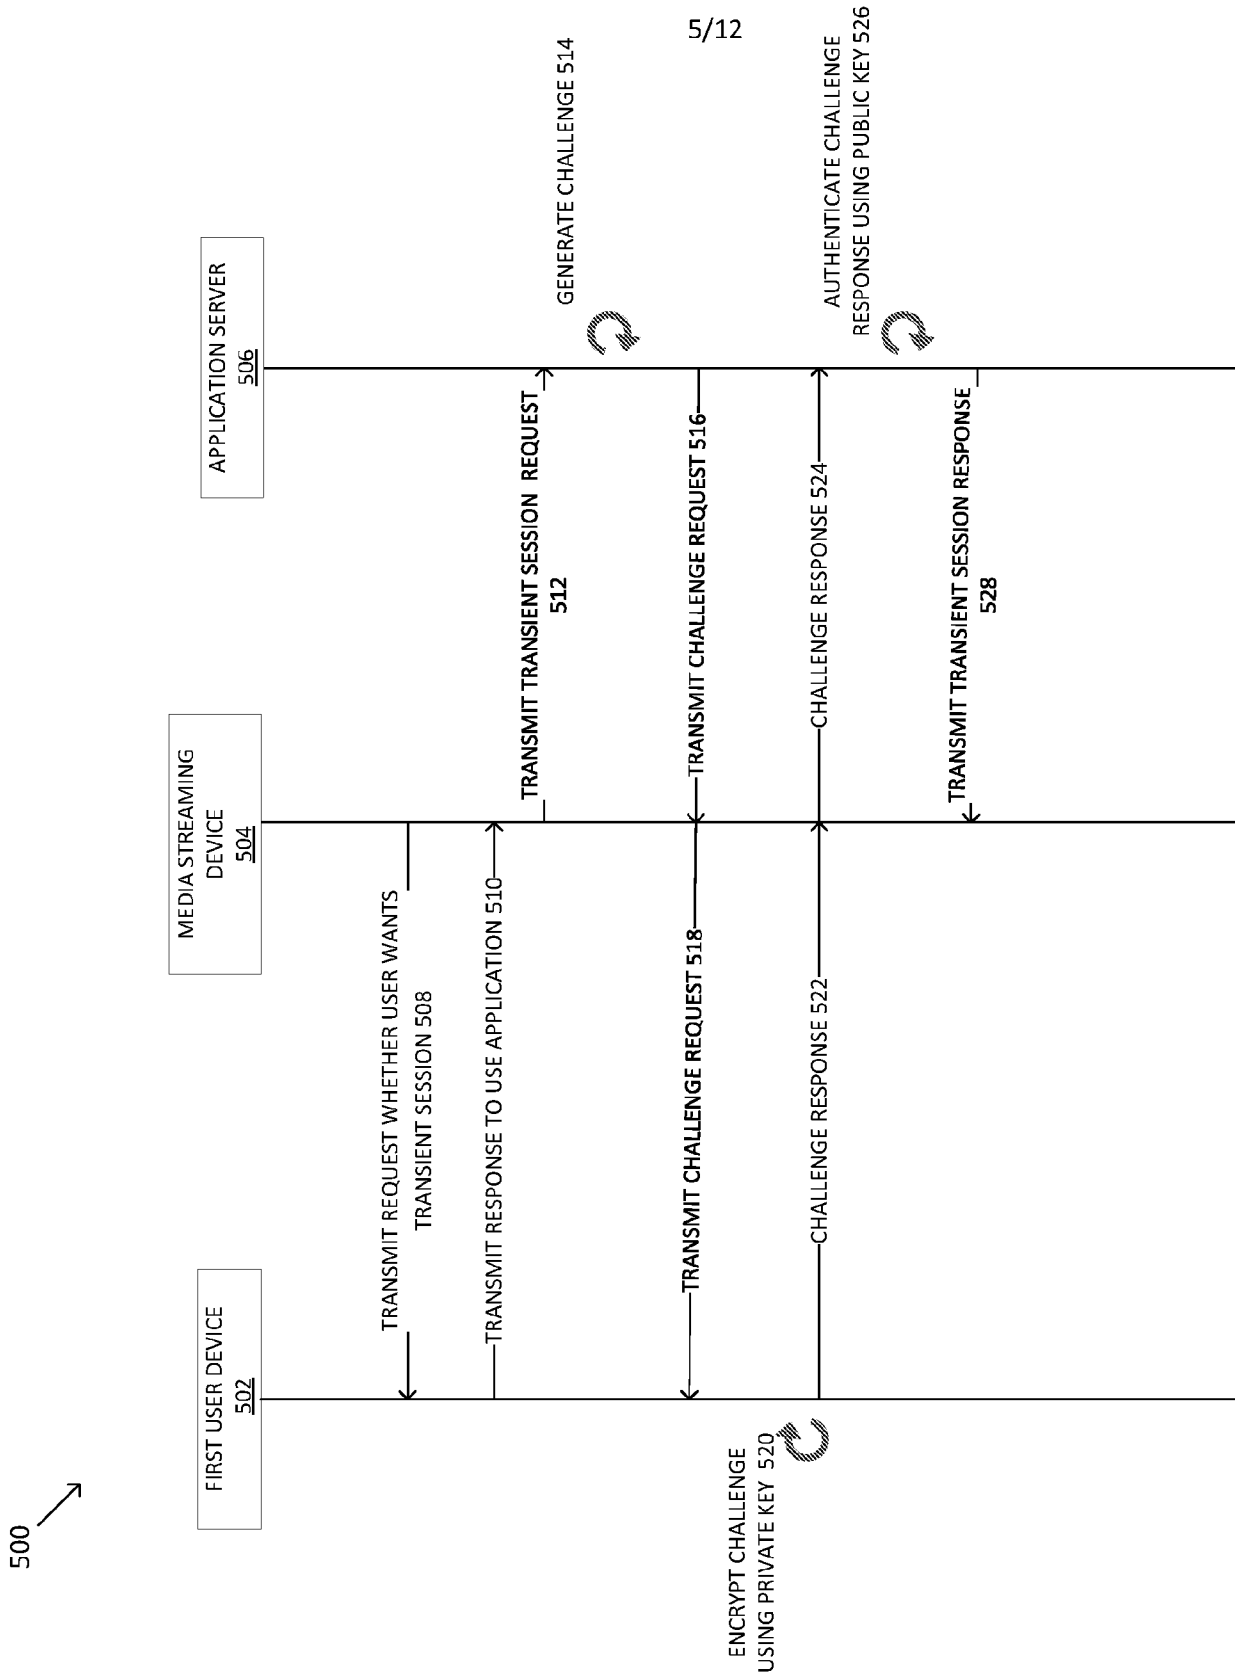 5/12
500
FIRST USER DEVICE
502
MEDIA STREAMING
DEVICE
504
APPLICATION SERVER
506
TRANSMIT REQUEST WHETHER USER WANTS
TRANSIENT SESSION 508
TRANSMIT RESPONSE TO USE APPLICATION 510
TRANSMIT TRANSIENT SESSION REQUEST
512
GENERATE CHALLENGE 514
TRANSMIT CHALLENGE REQUEST 516
TRANSMIT CHALLENGE REQUEST 518
ENCRYPT CHALLENGE
USING PRIVATE KEY 520
CHALLENGE RESPONSE 522
CHALLENGE RESPONSE 524
AUTHENTICATE CHALLENGE
RESPONSE USING PUBLIC KEY 526
TRANSMIT TRANSIENT SESSION RESPONSE
528